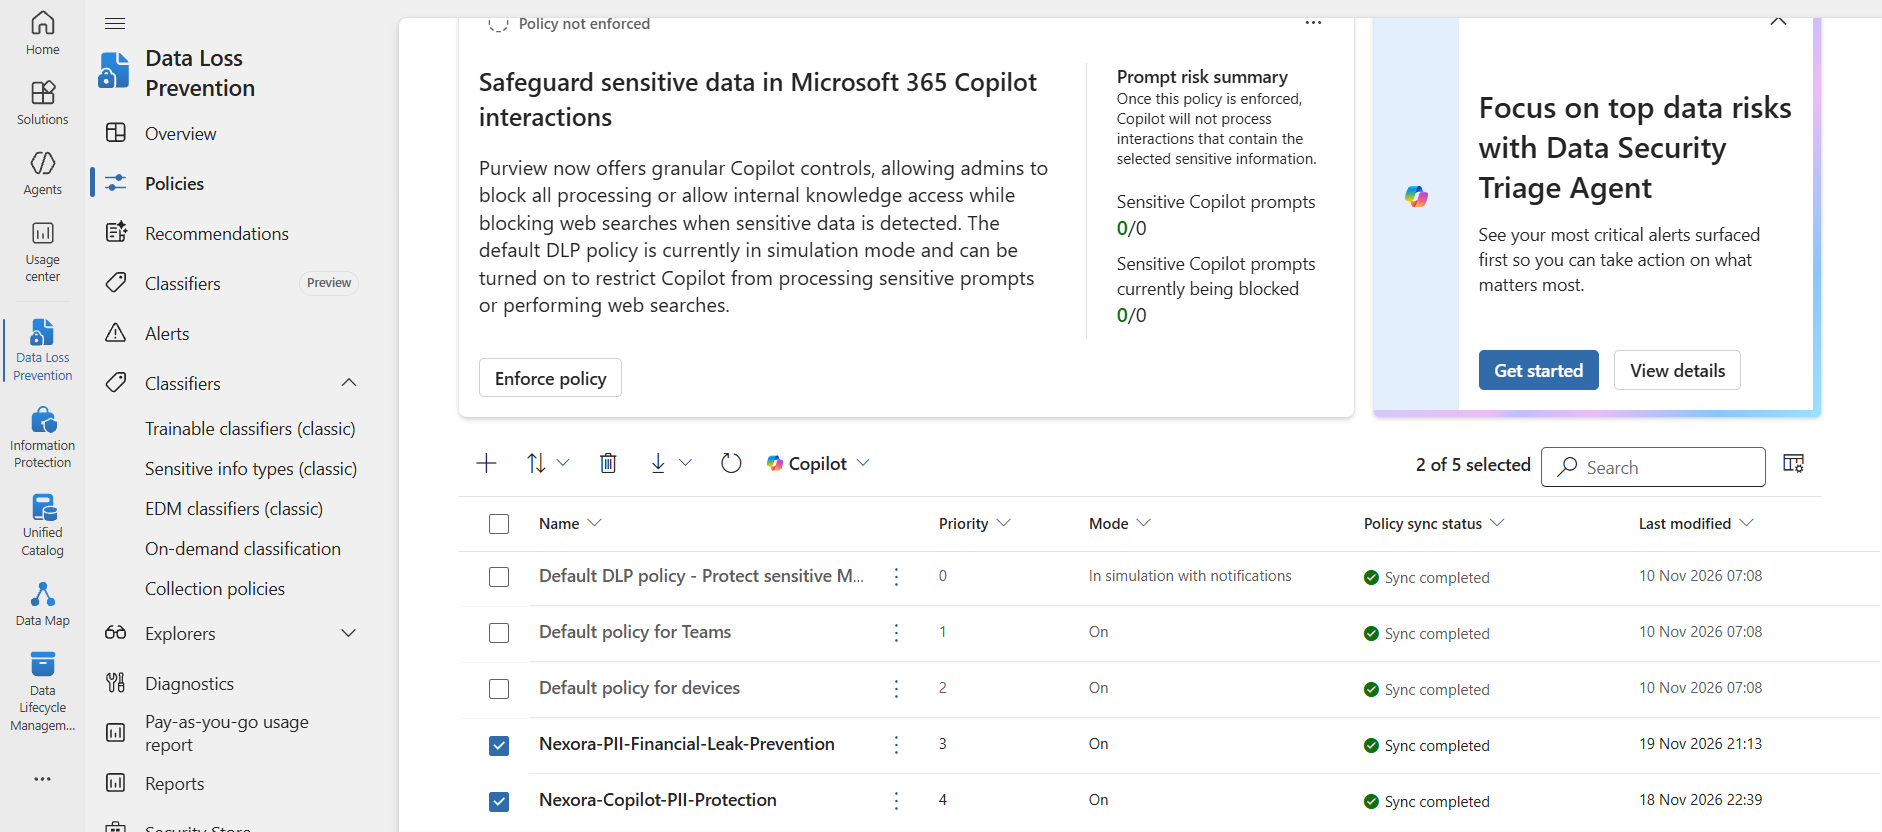 Home
Solutions
Agents
Usage
center
Data Loss
Prevention
Information
Protection
Unified
Catalog
Data Map
Data
Lifecycle
Managem...
Data Loss
Prevention
Overview
Policies
Recommendations
Classifiers Preview
Alerts
Classifiers
Trainable classifiers (classic)
Sensitive info types (classic)
EDM classifiers (classic)
On-demand classification
Collection policies
Explorers
Diagnostics
Pay-as-you-go usage
report
Reports
Security Store
Policy not enforced
Safeguard sensitive data in Microsoft 365 Copilot
interactions
Purview now offers granular Copilot controls, allowing admins to
block all processing or allow internal knowledge access while
blocking web searches when sensitive data is detected. The
default DLP policy is currently in simulation mode and can be
turned on to restrict Copilot from processing sensitive prompts
or performing web searches.
Enforce policy
Prompt risk summary
Once this policy is enforced,
Copilot will not process
interactions that contain the
selected sensitive information.
Sensitive Copilot prompts
0/0
Sensitive Copilot prompts
currently being blocked
0/0
Focus on top data risks
with Data Security
Triage Agent
See your most critical alerts surfaced
first so you can take action on what
matters most.
Get started View details
Copilot 2 of 5 selected Search
Name Priority Mode Policy sync status Last modified
Default DLP policy - Protect sensitive M... 0 In simulation with notifications Sync completed 10 Nov 2026 07:08
Default policy for Teams 1 On Sync completed 10 Nov 2026 07:08
Default policy for devices 2 On Sync completed 10 Nov 2026 07:08
Nexora-PII-Financial-Leak-Prevention 3 On Sync completed 19 Nov 2026 21:13
Nexora-Copilot-PII-Protection 4 On Sync completed 18 Nov 2026 22:39